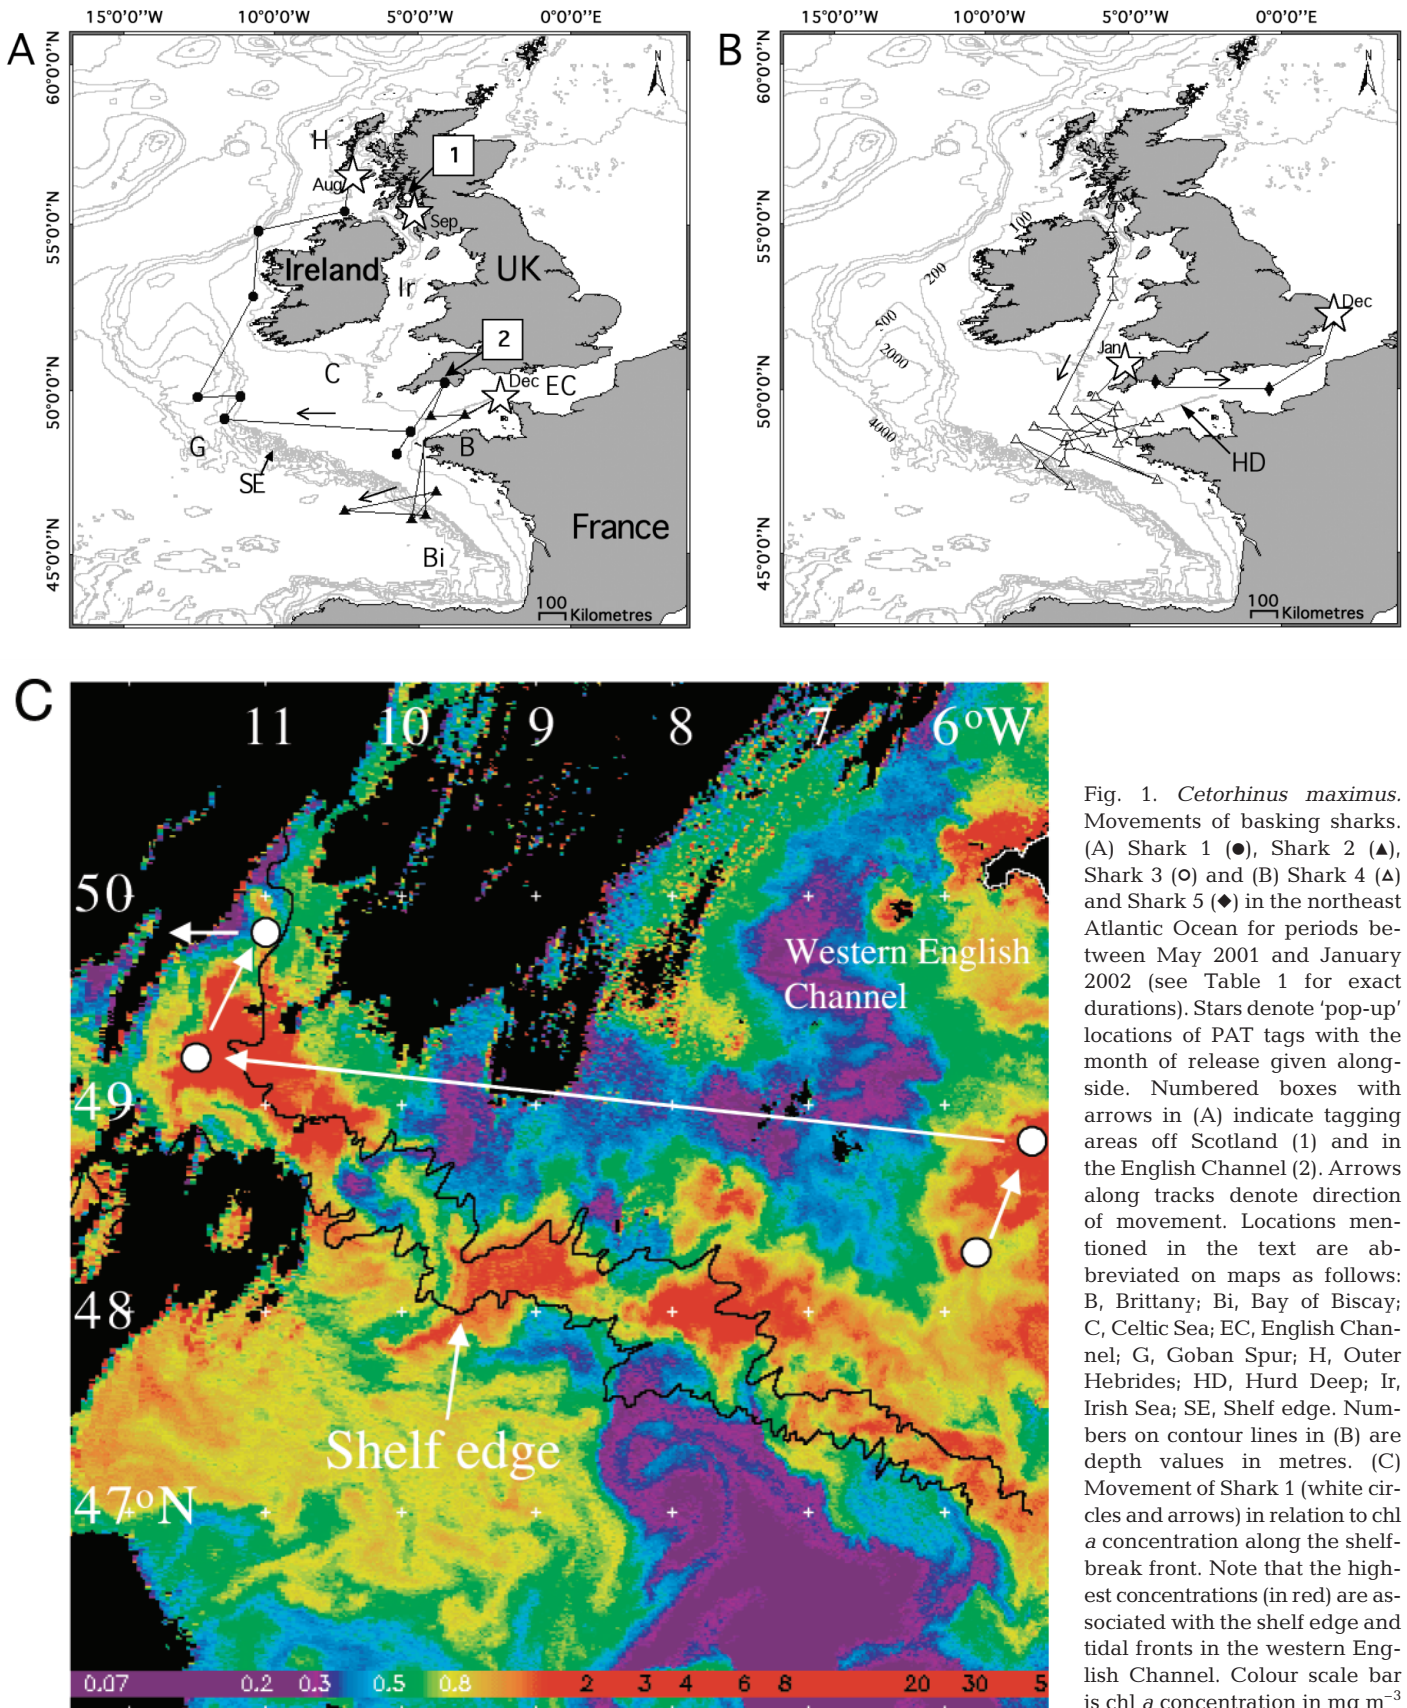 A
15°0'0"W 10°0'0"W 5°0'0"W 0°0'0"E
60°0'0"N
55°0'0"N
50°0'0"N
45°0'0"N
N
H
1
Aug
Sep
Ireland
UK
Ir
2
C
Dec
EC
G
B
SE
France
Bi
100
Kilometres
B
15°0'0"W 10°0'0"W 5°0'0"W 0°0'0"E
60°0'0"N
55°0'0"N
50°0'0"N
45°0'0"N
N
100
200
500
2000
4000
Dec
Jan
HD
100
Kilometres
C
11 10 9 8 7 6°W
50
Western English
Channel
49
48
Shelf edge
47°N
0.07 0.2 0.3 0.5 0.8 2 3 4 6 8 20 30 5
Fig. 1. Cetorhinus maximus.
Movements of basking sharks.
(A) Shark 1 (●), Shark 2 (▲),
Shark 3 (○) and (B) Shark 4 (△)
and Shark 5 (◆) in the northeast
Atlantic Ocean for periods be-
tween May 2001 and January
2002 (see Table 1 for exact
durations). Stars denote ‘pop-up’
locations of PAT tags with the
month of release given along-
side. Numbered boxes with
arrows in (A) indicate tagging
areas off Scotland (1) and in
the English Channel (2). Arrows
along tracks denote direction
of movement. Locations men-
tioned in the text are ab-
breviated on maps as follows:
B, Brittany; Bi, Bay of Biscay;
C, Celtic Sea; EC, English Chan-
nel; G, Goban Spur; H, Outer
Hebrides; HD, Hurd Deep; Ir,
Irish Sea; SE, Shelf edge. Num-
bers on contour lines in (B) are
depth values in metres. (C)
Movement of Shark 1 (white cir-
cles and arrows) in relation to chl
a concentration along the shelf-
break front. Note that the high-
est concentrations (in red) are as-
sociated with the shelf edge and
tidal fronts in the western Eng-
lish Channel. Colour scale bar
is chl a concentration in mg m⁻³